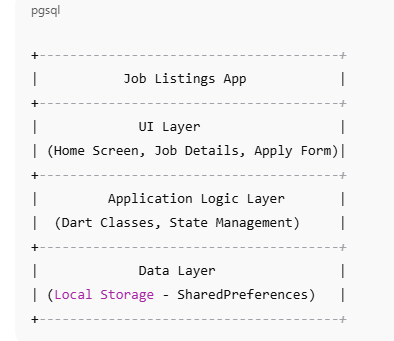 pgsql
+---------------------------------------+
| Job Listings App |
+---------------------------------------+
| UI Layer |
| (Home Screen, Job Details, Apply Form)|
+---------------------------------------+
| Application Logic Layer |
| (Dart Classes, State Management) |
+---------------------------------------+
| Data Layer |
| (Local Storage - SharedPreferences) |
+---------------------------------------+